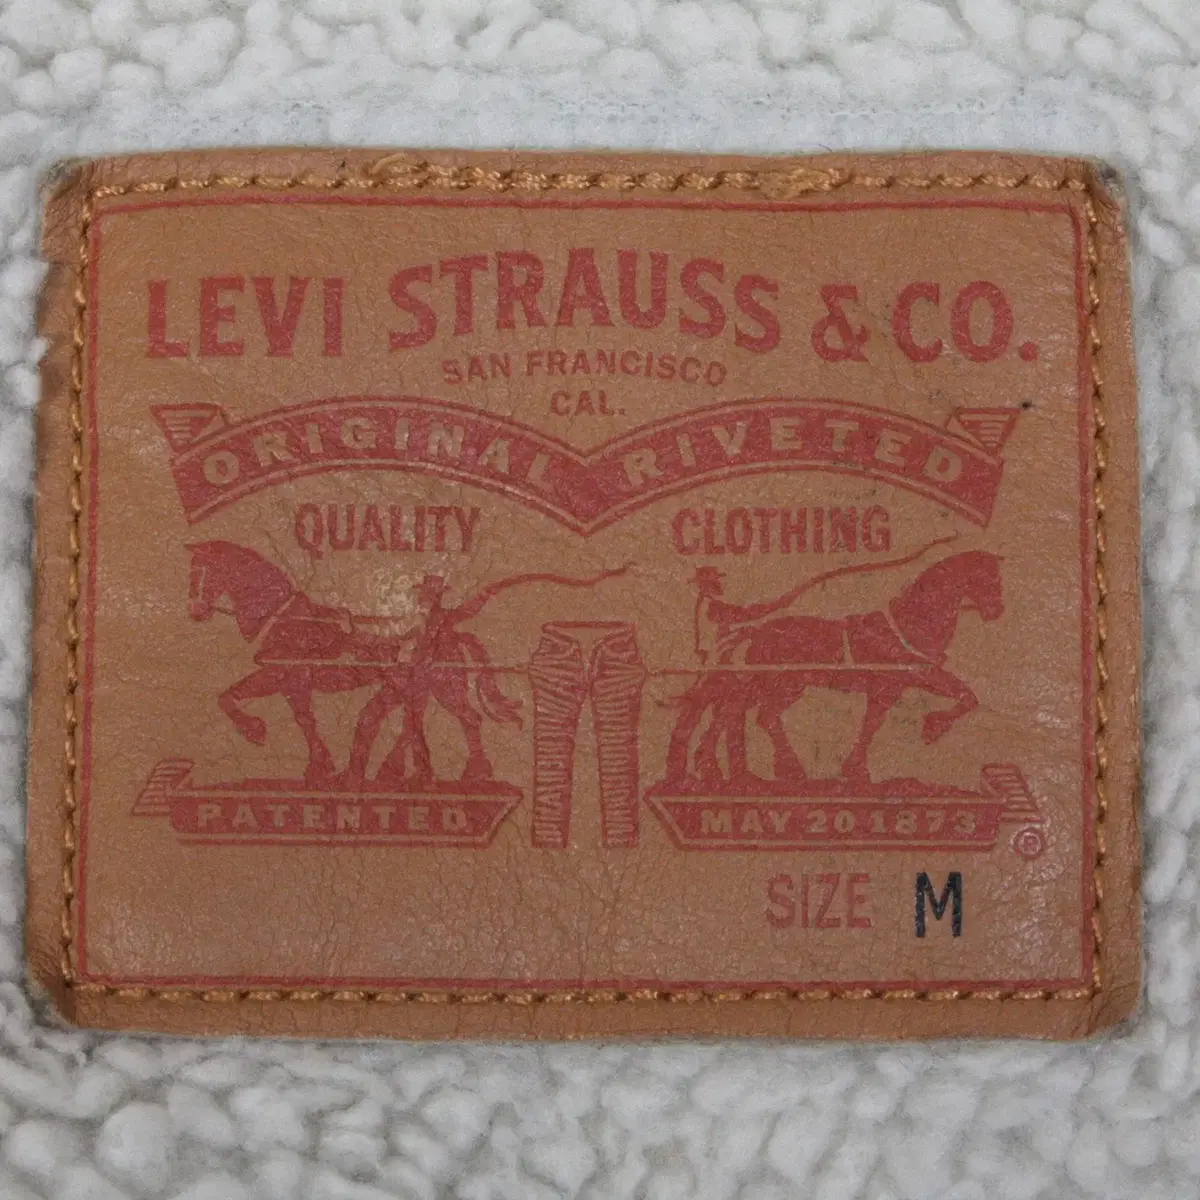 LEVI STRAUSS & CO.
SAN FRANCISCO
CAL.
ORIGINAL RIVETED
QUALITY CLOTHING
PATENTED MAY 20 1873
®
SIZE M